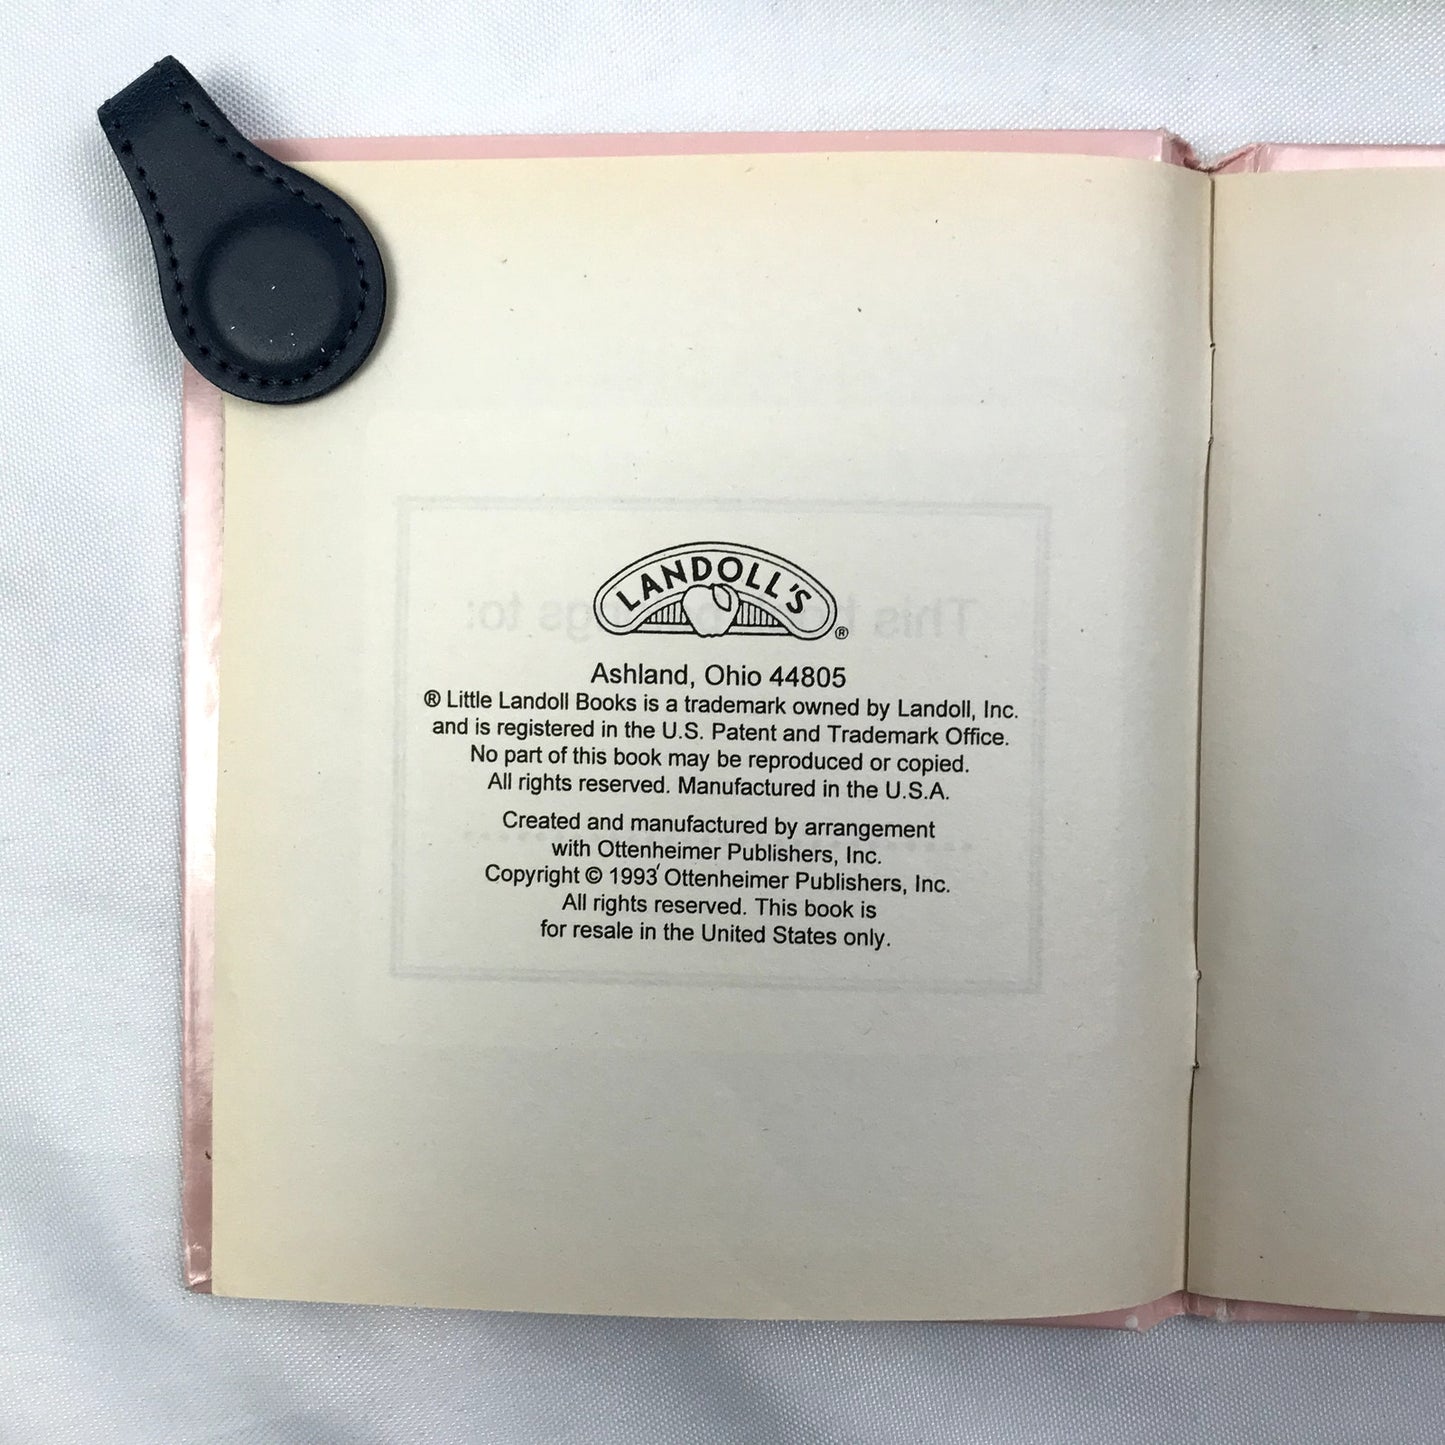 LANDOLL'S®
Ashland, Ohio 44805
® Little Landoll Books is a trademark owned by Landoll, Inc.
and is registered in the U.S. Patent and Trademark Office.
No part of this book may be reproduced or copied.
All rights reserved. Manufactured in the U.S.A.
Created and manufactured by arrangement
with Ottenheimer Publishers, Inc.
Copyright © 1993 Ottenheimer Publishers, Inc.
All rights reserved. This book is
for resale in the United States only.